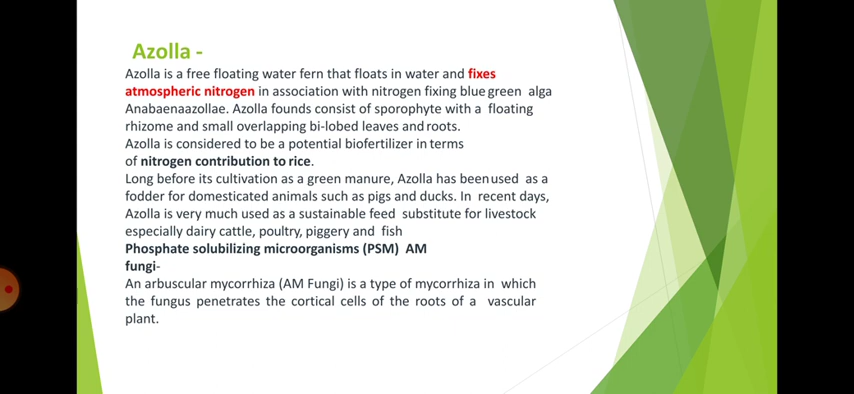 Azolla -
Azolla is a free floating water fern that floats in water and fixes
atmospheric nitrogen in association with nitrogen fixing blue green alga
Anabaenaazollae. Azolla founds consist of sporophyte with a floating
rhizome and small overlapping bi-lobed leaves and roots.
Azolla is considered to be a potential biofertilizer in terms
of nitrogen contribution to rice.
Long before its cultivation as a green manure, Azolla has been used as a
fodder for domesticated animals such as pigs and ducks. In recent days,
Azolla is very much used as a sustainable feed substitute for livestock
especially dairy cattle, poultry, piggery and fish
Phosphate solubilizing microorganisms (PSM) AM
fungi-
An arbuscular mycorrhiza (AM Fungi) is a type of mycorrhiza in which
the fungus penetrates the cortical cells of the roots of a vascular
plant.